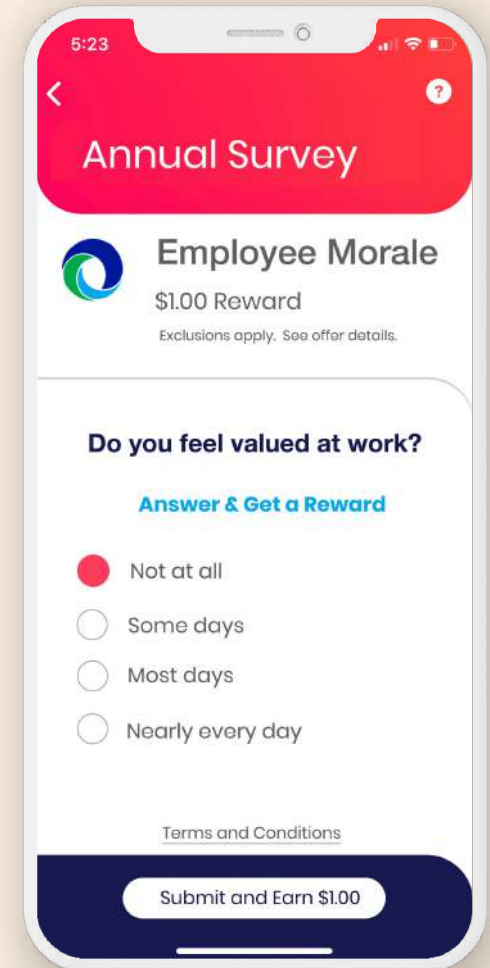 5:23
?
Annual Survey
Employee Morale
$1.00 Reward
Exclusions apply. See offer details.
Do you feel valued at work?
Answer & Get a Reward
Not at all
Some days
Most days
Nearly every day
Terms and Conditions
Submit and Earn $1.00